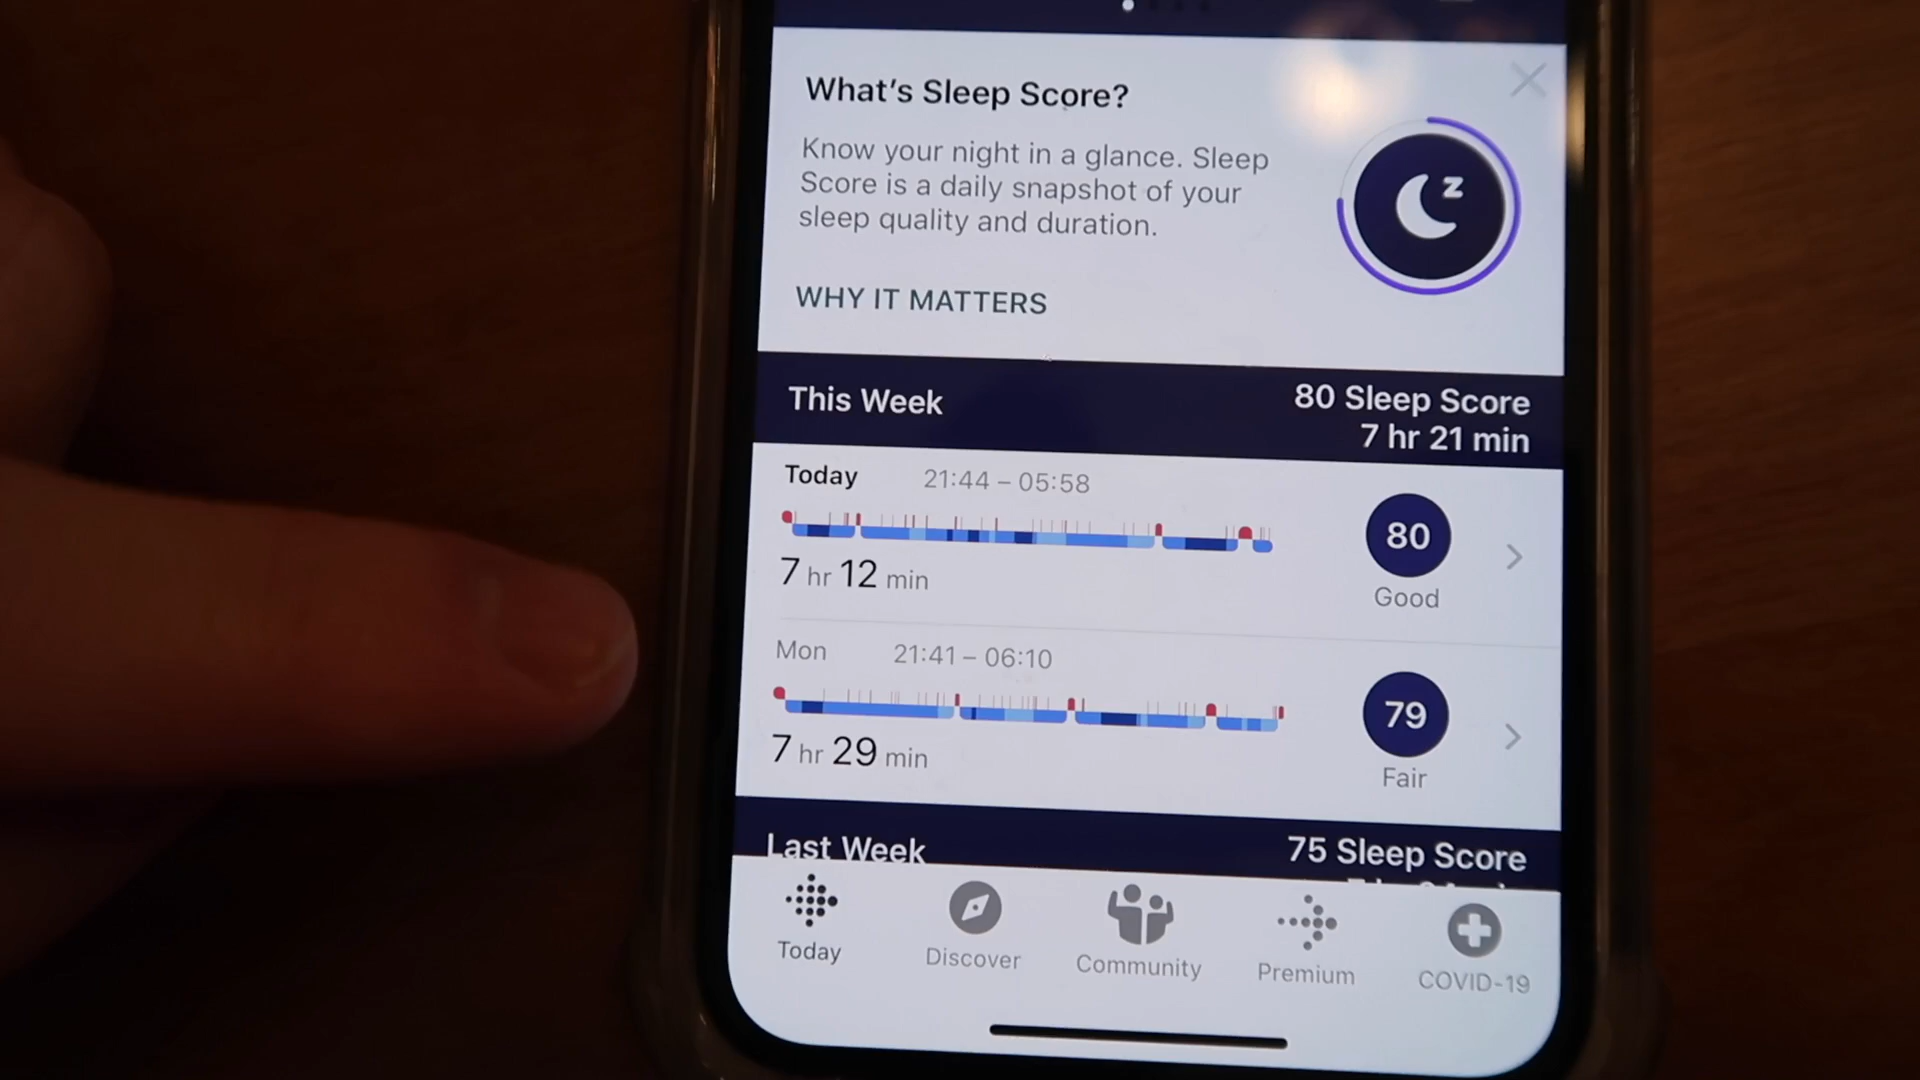 What's Sleep Score?
Know your night in a glance. Sleep
Score is a daily snapshot of your
sleep quality and duration.
WHY IT MATTERS
This Week
80 Sleep Score
7 hr 21 min
Today 21:44 – 05:58
7 hr 12 min
80
Good
Mon 21:41 – 06:10
7 hr 29 min
79
Fair
Last Week
75 Sleep Score
Today
Discover
Community
Premium
COVID-19